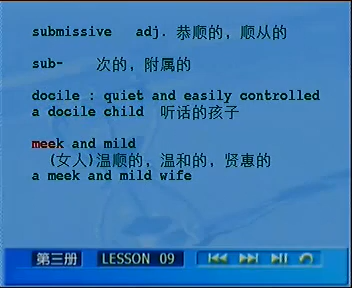 submissive adj. 恭顺的, 顺从的
sub- 次的, 附属的
docile : quiet and easily controlled
a docile child 听话的孩子
meek and mild
(女人)温顺的, 温和的, 贤惠的
a meek and mild wife
第三册 LESSON 09